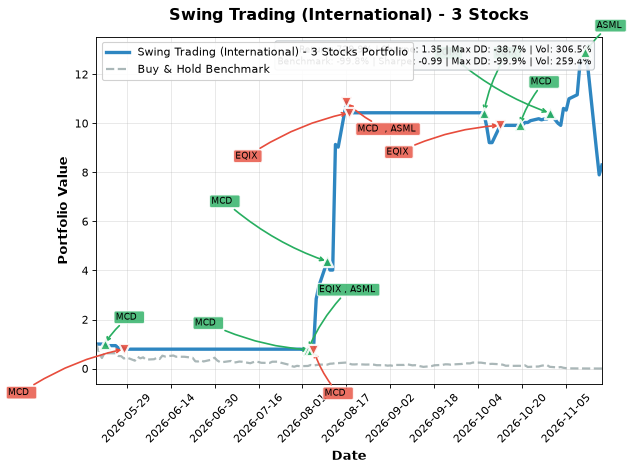 Swing Trading (International) - 3 Stocks
ASML
Swing Trading (International) - 3 Stocks Portfolio
Buy & Hold Benchmark
: 1.35 | Max DD: -38.7% | Vol: 306.5%
Benchmark: -99.8% | Sharpe: -0.99 | Max DD: -99.9% | Vol: 259.4%
MCD
MCD , ASML
EQIX
EQIX
MCD
EQIX , ASML
MCD
MCD
MCD
MCD
Portfolio Value
12
10
8
6
4
2
0
2026-05-29
2026-06-14
2026-06-30
2026-07-16
2026-08-01
2026-08-17
2026-09-02
2026-09-18
2026-10-04
2026-10-20
2026-11-05
Date